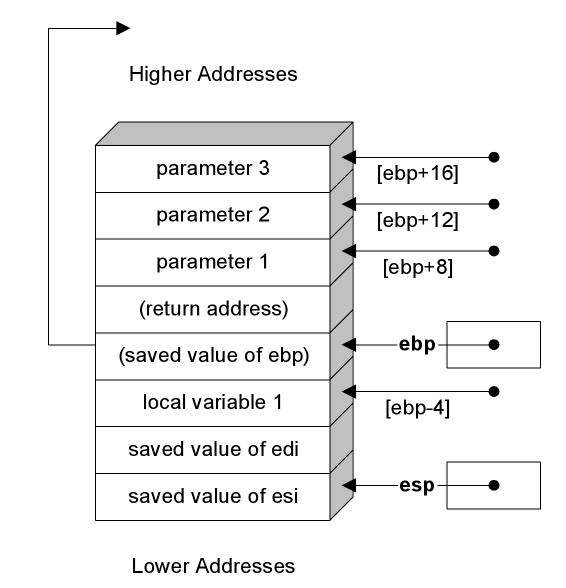 Higher Addresses
parameter 3
[ebp+16]
parameter 2
[ebp+12]
parameter 1
[ebp+8]
(return address)
(saved value of ebp)
ebp
local variable 1
[ebp-4]
saved value of edi
saved value of esi
esp
Lower Addresses